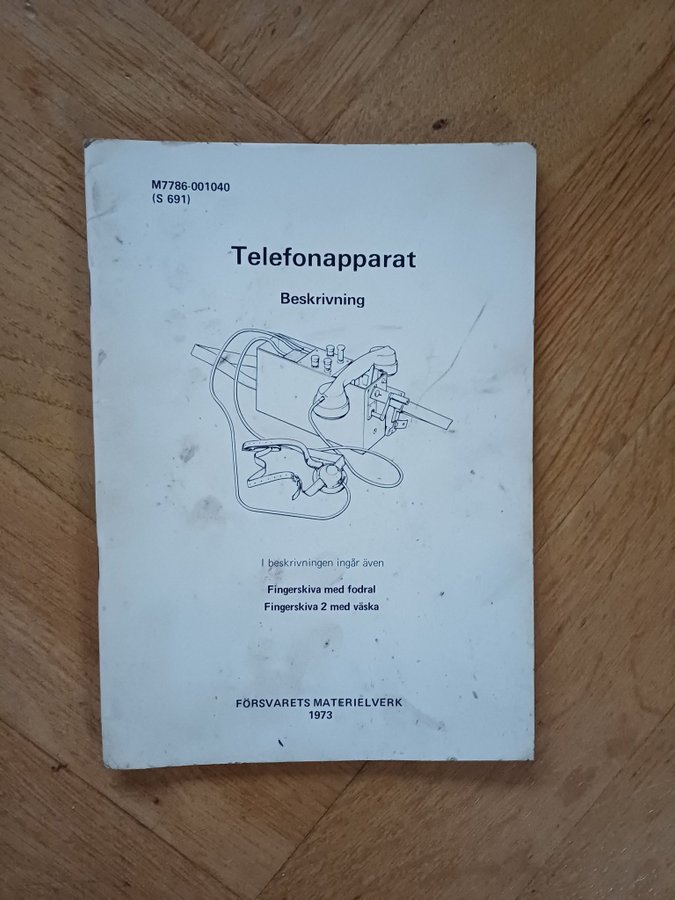 M7786-001040
(S 691)
Telefonapparat
Beskrivning
I beskrivningen ingår även
Fingerskiva med fodral
Fingerskiva 2 med väska
FÖRSVARETS MATERIELVERK
1973